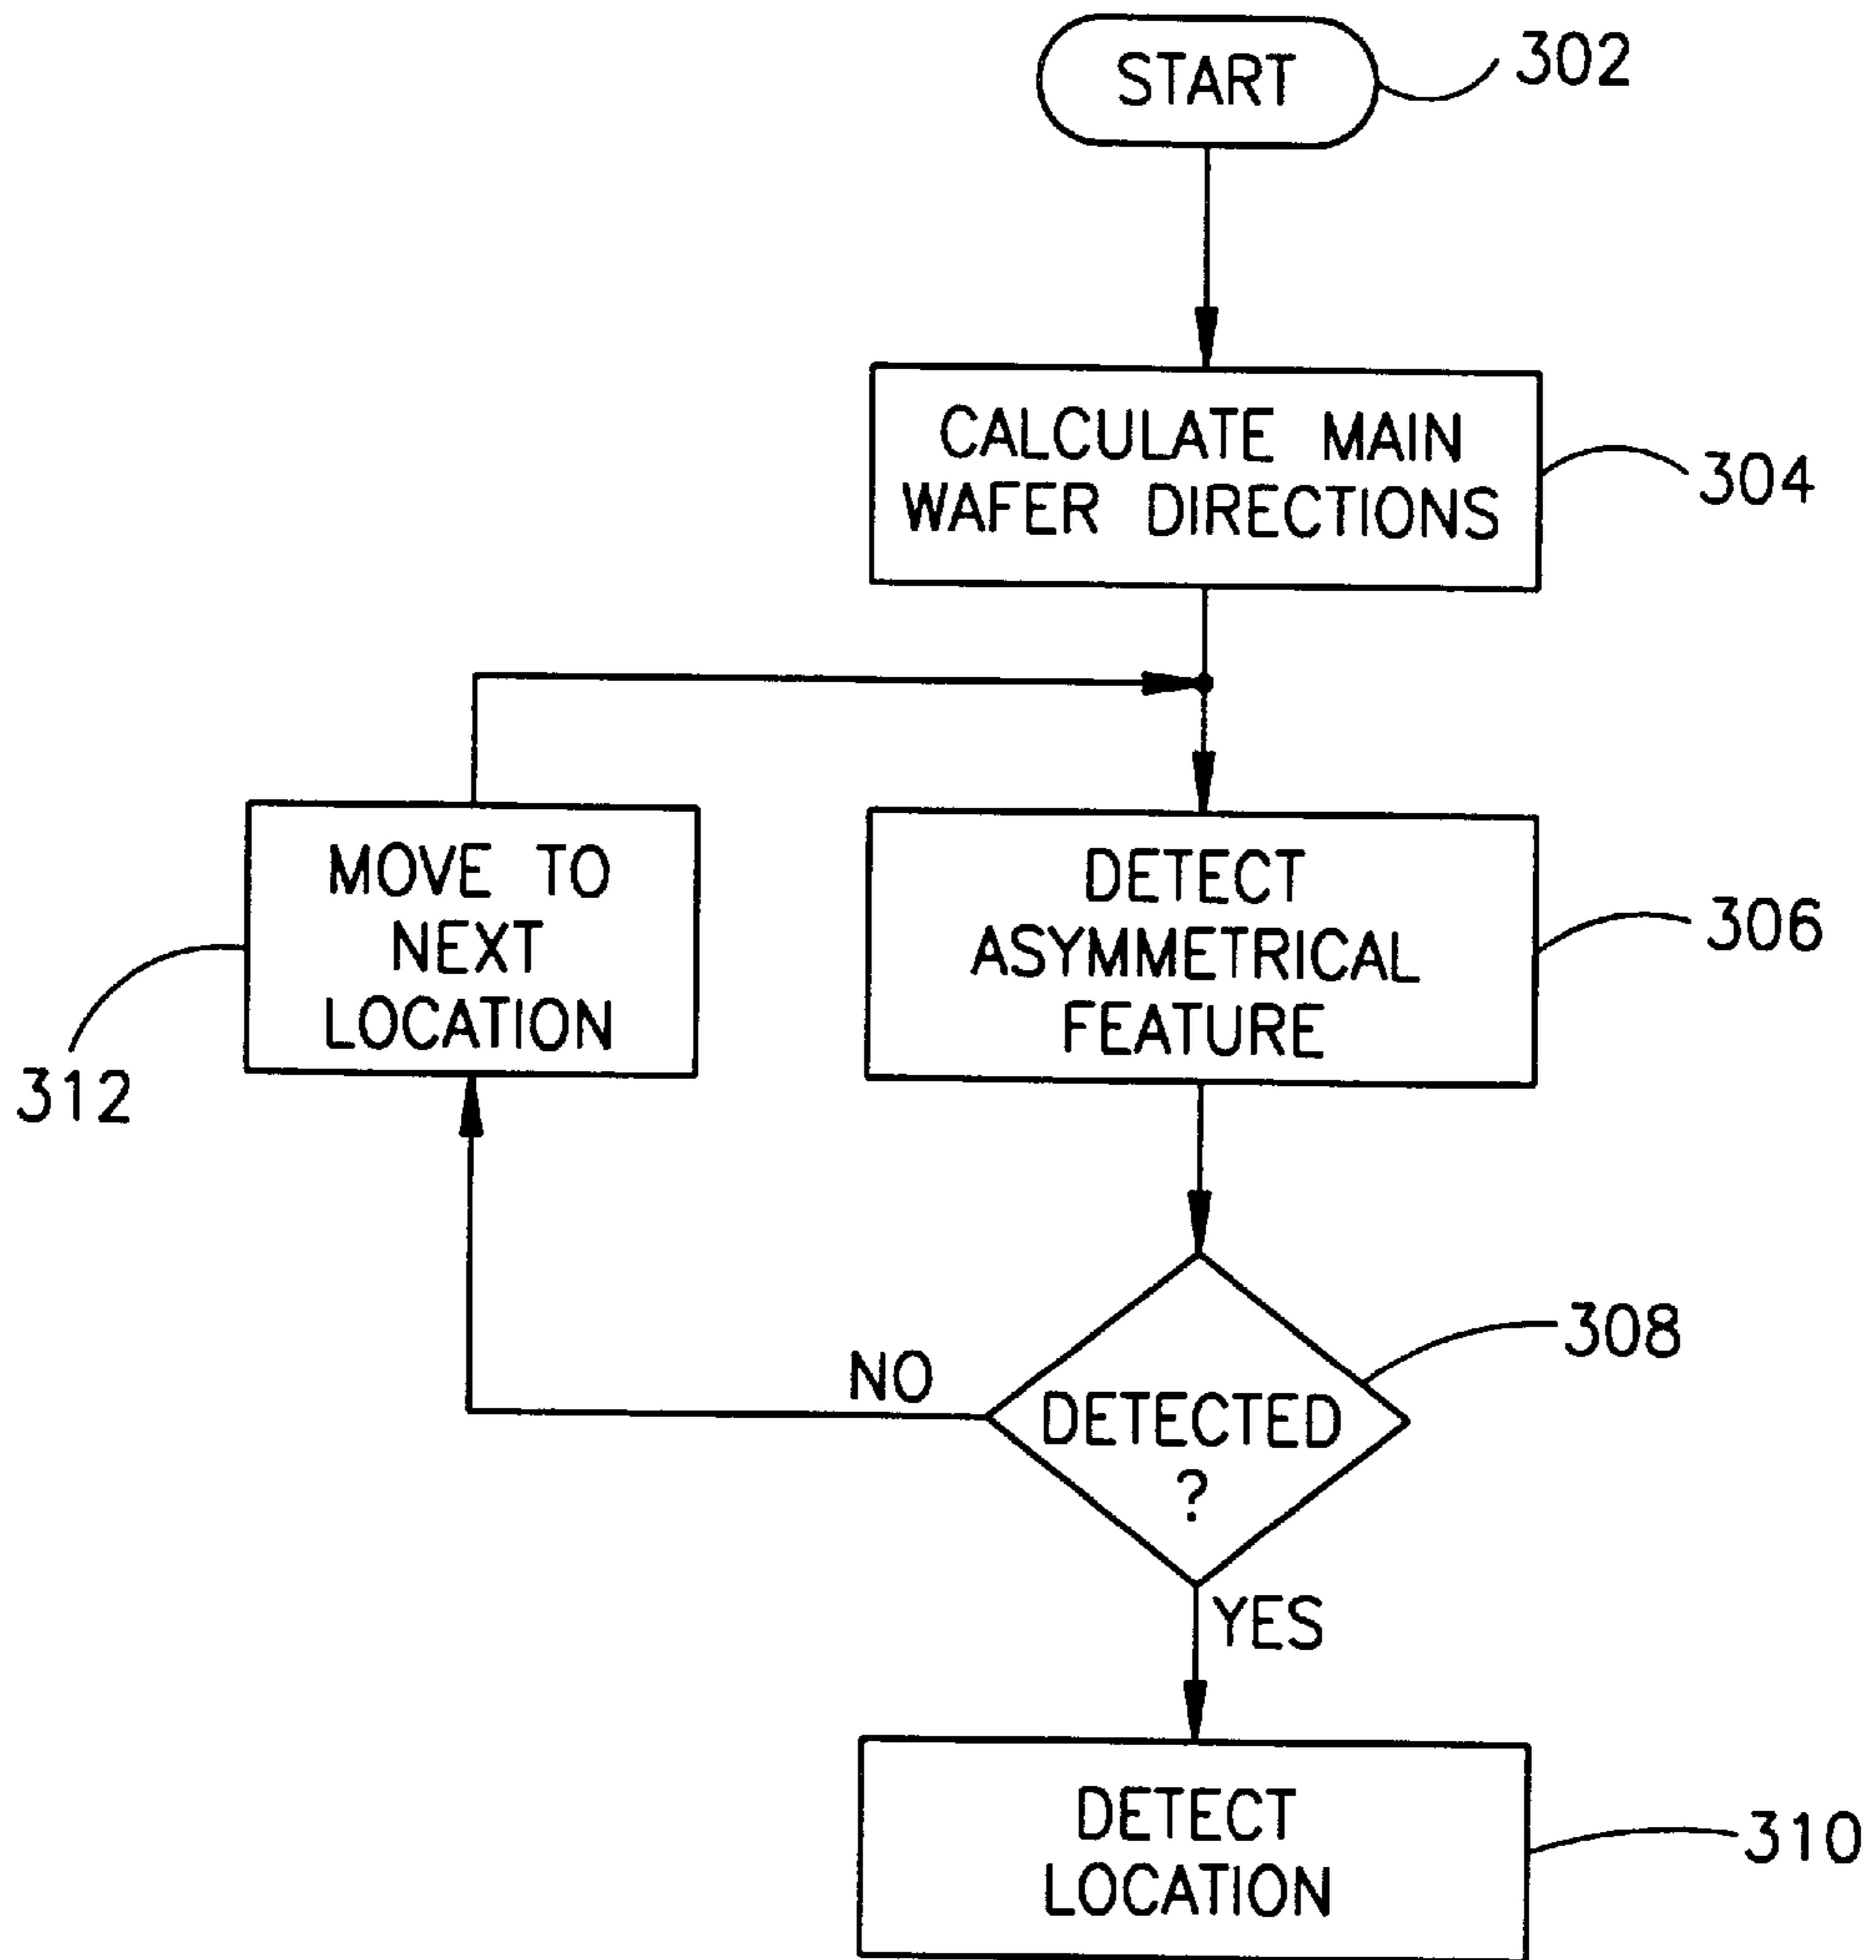 START
302
CALCULATE MAIN
WAFER DIRECTIONS
304
MOVE TO
NEXT
LOCATION
312
DETECT
ASYMMETRICAL
FEATURE
306
NO
DETECTED
?
308
YES
DETECT
LOCATION
310